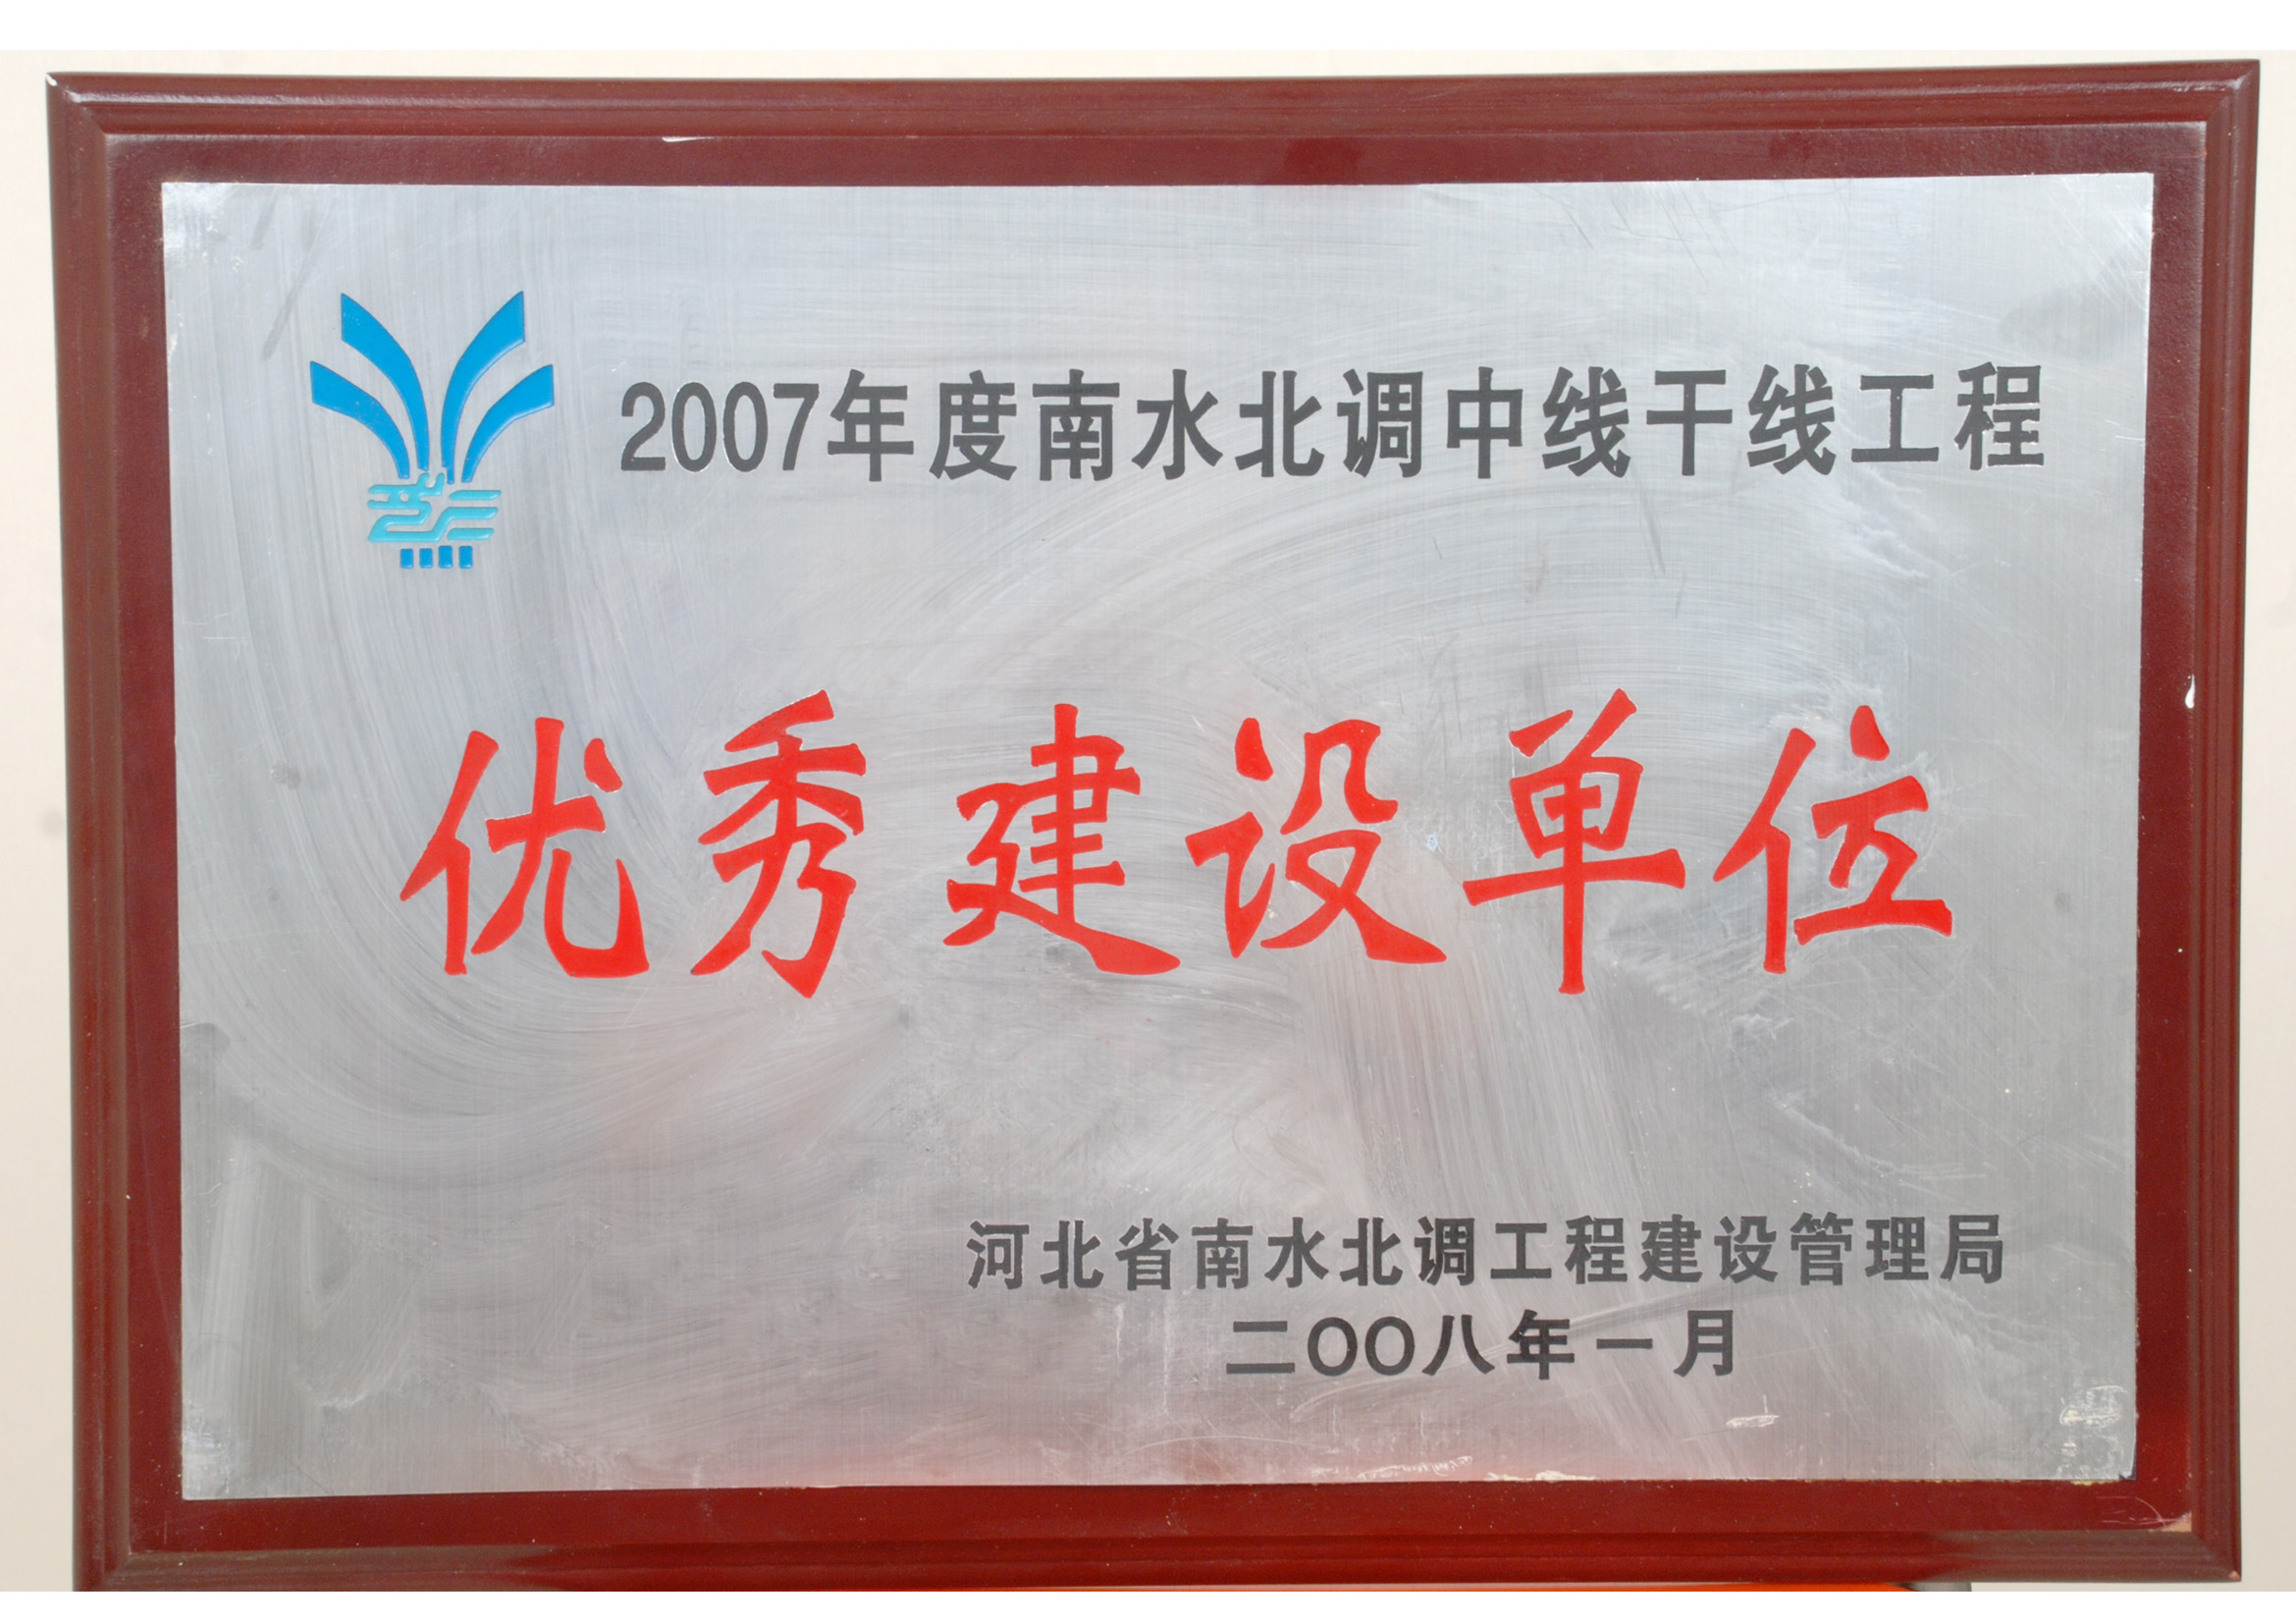 2007年度南水北调中线干线工程
优秀建设单位
河北省南水北调工程建设管理局
二〇〇八年一月